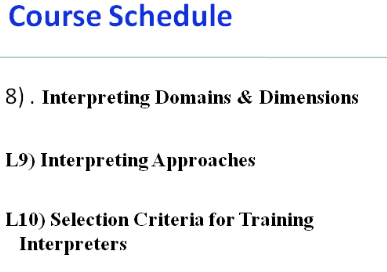 Course Schedule
8) . Interpreting Domains & Dimensions
L9) Interpreting Approaches
L10) Selection Criteria for Training
Interpreters